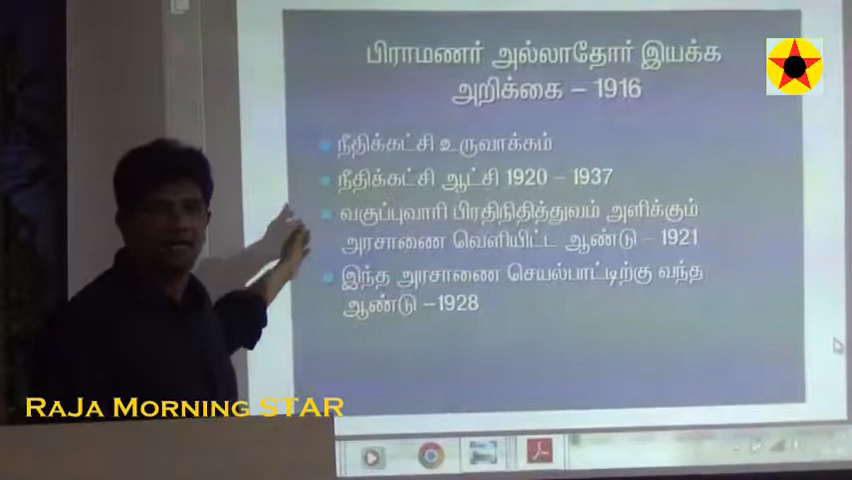 பிராமணர் அல்லாதோர் இயக்க
அறிக்கை – 1916
நீதிக்கட்சி உருவாக்கம்
நீதிக்கட்சி ஆட்சி 1920 – 1937
வகுப்புவாரி பிரதிநிதித்துவம் அளிக்கும்
அரசாணை வெளியிட்ட ஆண்டு – 1921
இந்த அரசாணை செயல்பாட்டிற்கு வந்த
ஆண்டு –1928
RAJA MORNING STAR